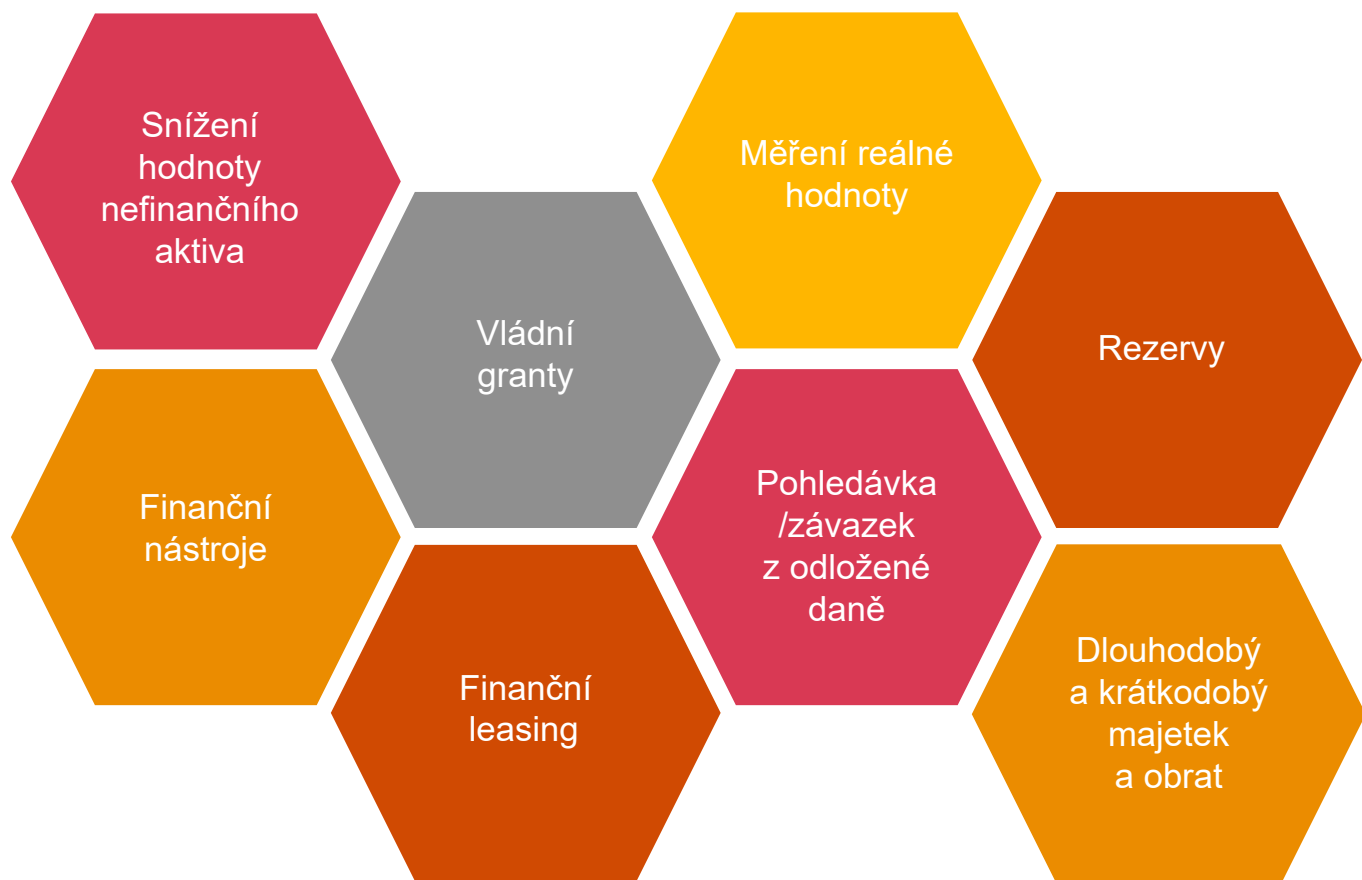 Snížení
hodnoty
nefinančního
aktiva
Měření reálné
hodnoty
Vládní
granty
Rezervy
Finanční
nástroje
Pohledávka
/závazek
z odložené
daně
Finanční
leasing
Dlouhodobý
a krátkodobý
majetek
a obrat